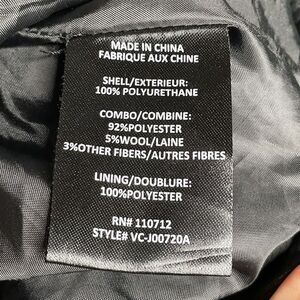 MADE IN CHINA
FABRIQUE AUX CHINE
SHELL/EXTERIEUR:
100% POLYURETHANE
COMBO/COMBINE:
92%POLYESTER
5%WOOL/LAINE
3%OTHER FIBERS/AUTRES FIBRES
LINING/DOUBLURE:
100%POLYESTER
RN# 110712
STYLE# VC-J00720A